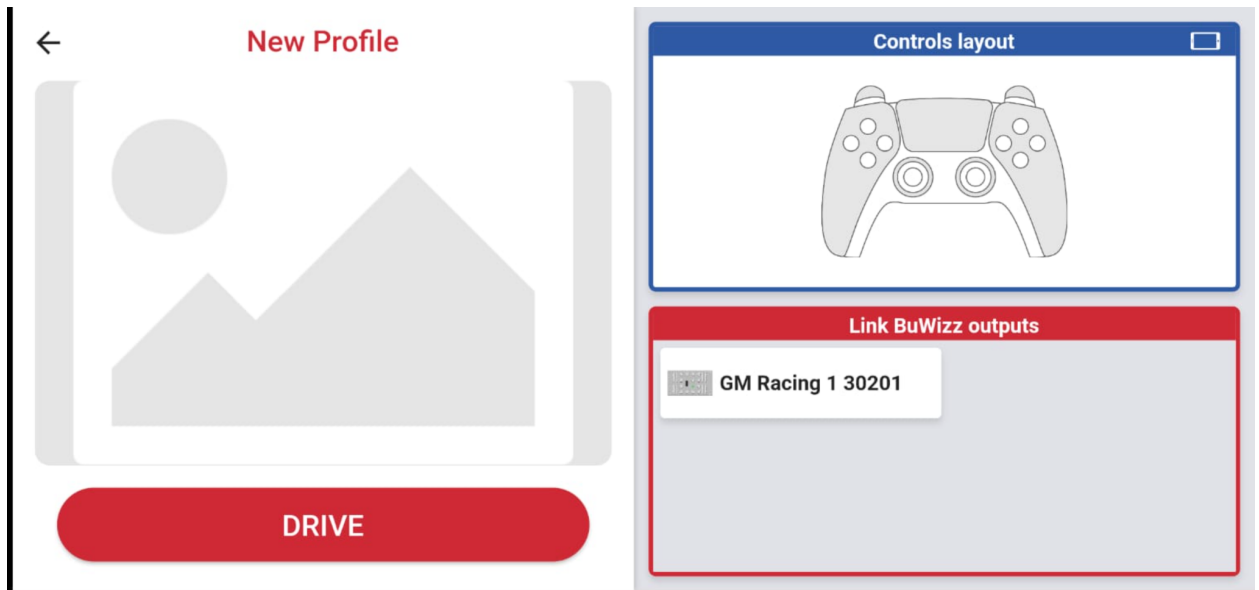 New Profile
DRIVE
Controls layout
Link BuWizz outputs
GM Racing 1 30201